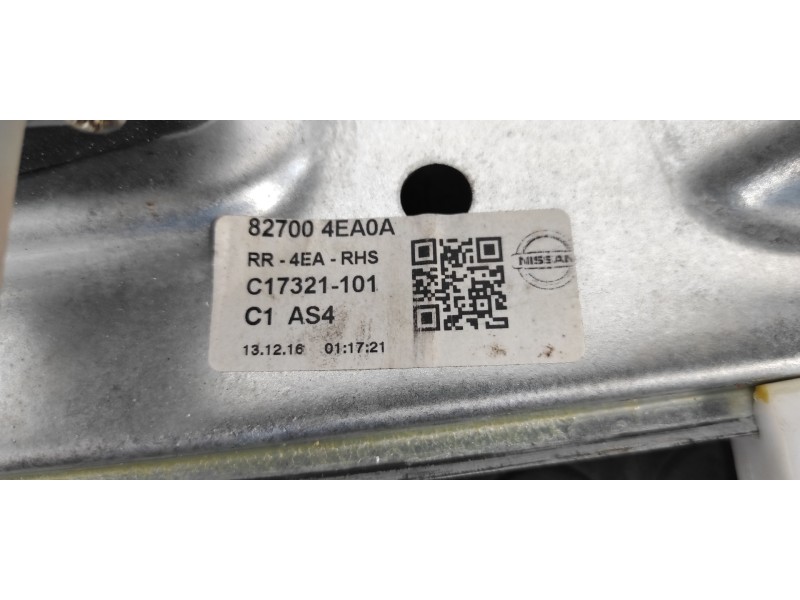 82700 4EA0A
RR - 4EA - RHS
C17321-101
C1 AS4
13.12.16 01:17:21
NISSAN